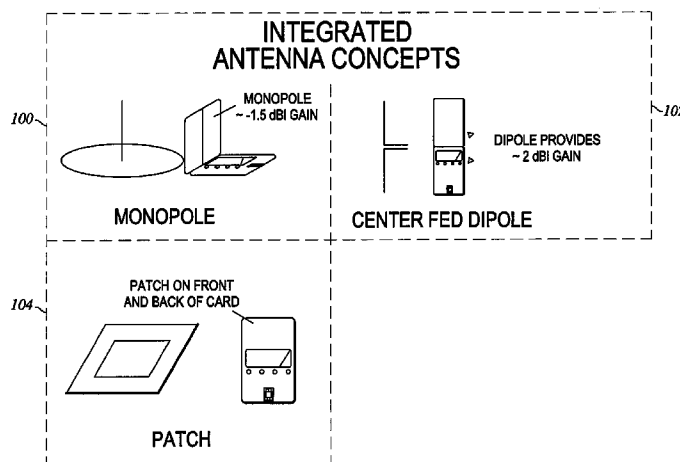 INTEGRATED
ANTENNA CONCEPTS
100
MONOPOLE
~ -1.5 dBI GAIN
MONOPOLE
102
DIPOLE PROVIDES
~ 2 dBI GAIN
CENTER FED DIPOLE
104
PATCH ON FRONT
AND BACK OF CARD
PATCH